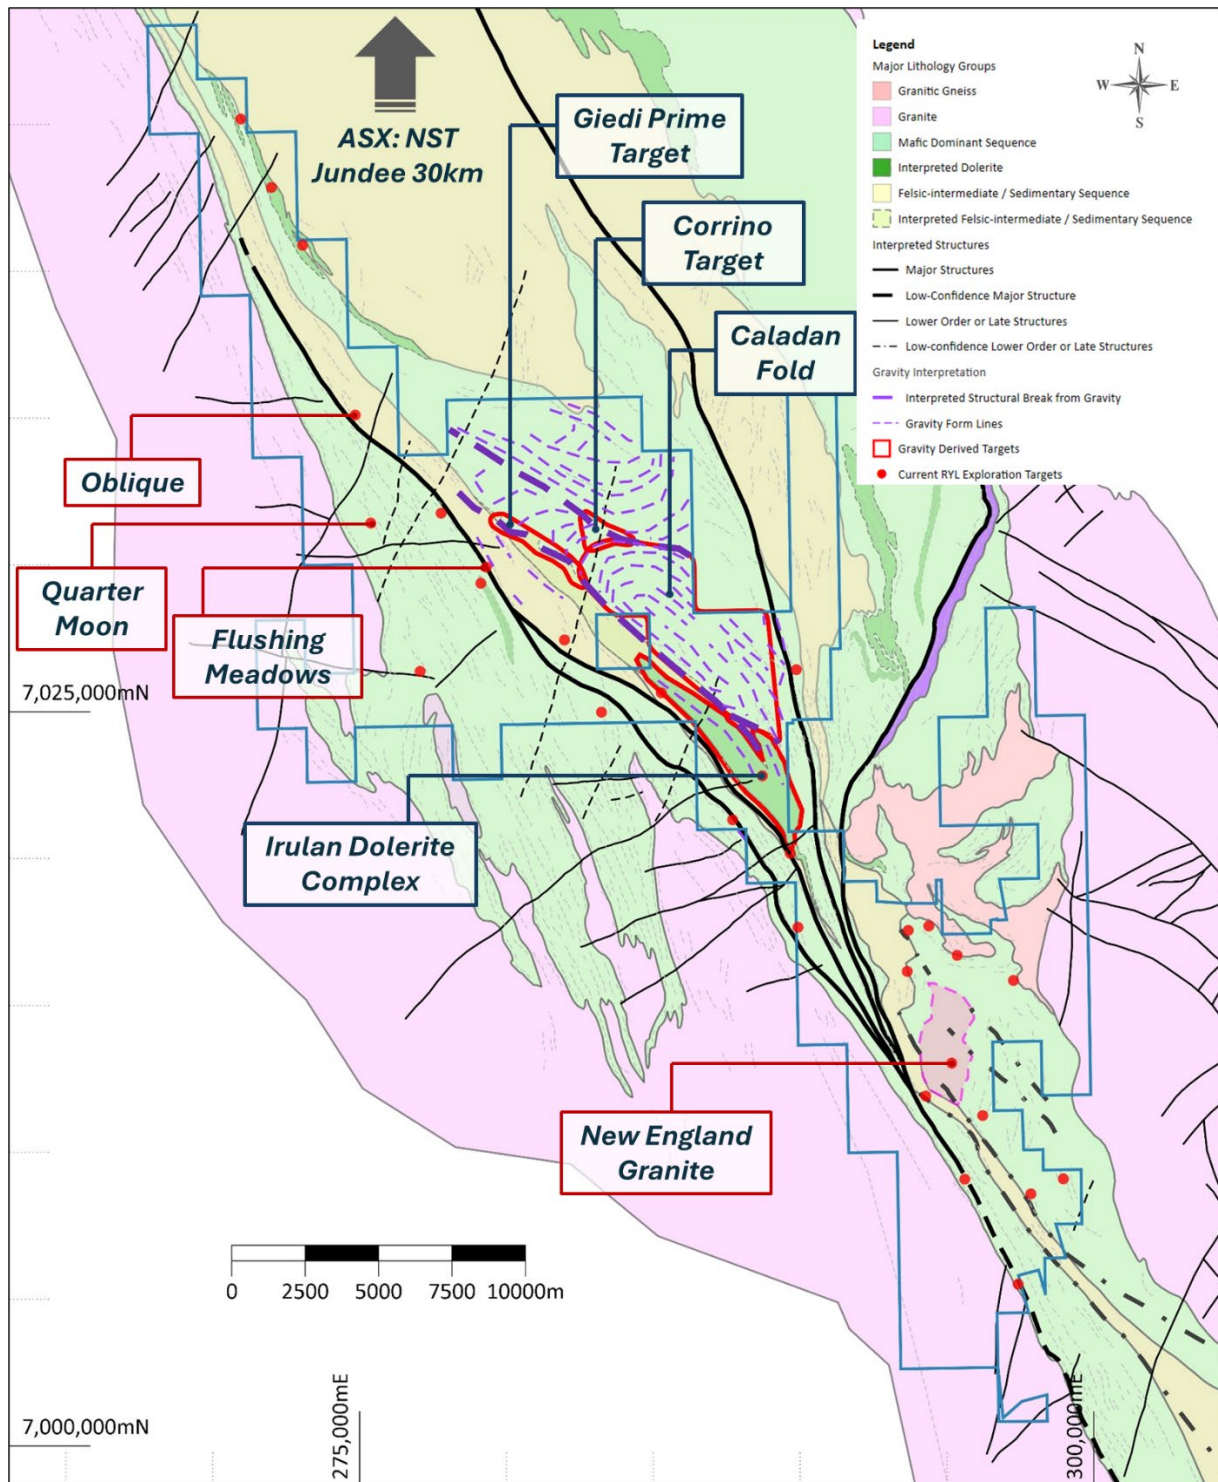 ASX: NST
Jundee 30km
Giedi Prime
Target
Corrino
Target
Caladan
Fold
Legend
Major Lithology Groups
Granitic Gneiss
Granite
Mafic Dominant Sequence
Interpreted Dolerite
Felsic-intermediate / Sedimentary Sequence
Interpreted Felsic-intermediate / Sedimentary Sequence
Interpreted Structures
Major Structures
Low-Confidence Major Structure
Lower Order or Late Structures
Low-confidence Lower Order or Late Structures
Gravity Interpretation
Interpreted Structural Break from Gravity
Gravity Form Lines
Gravity Derived Targets
Current RYL Exploration Targets
N
W E
S
Oblique
Quarter
Moon
Flushing
Meadows
7,025,000mN
Irulan Dolerite
Complex
New England
Granite
0 2500 5000 7500 10000m
7,000,000mN
275,000mE
300,000mE